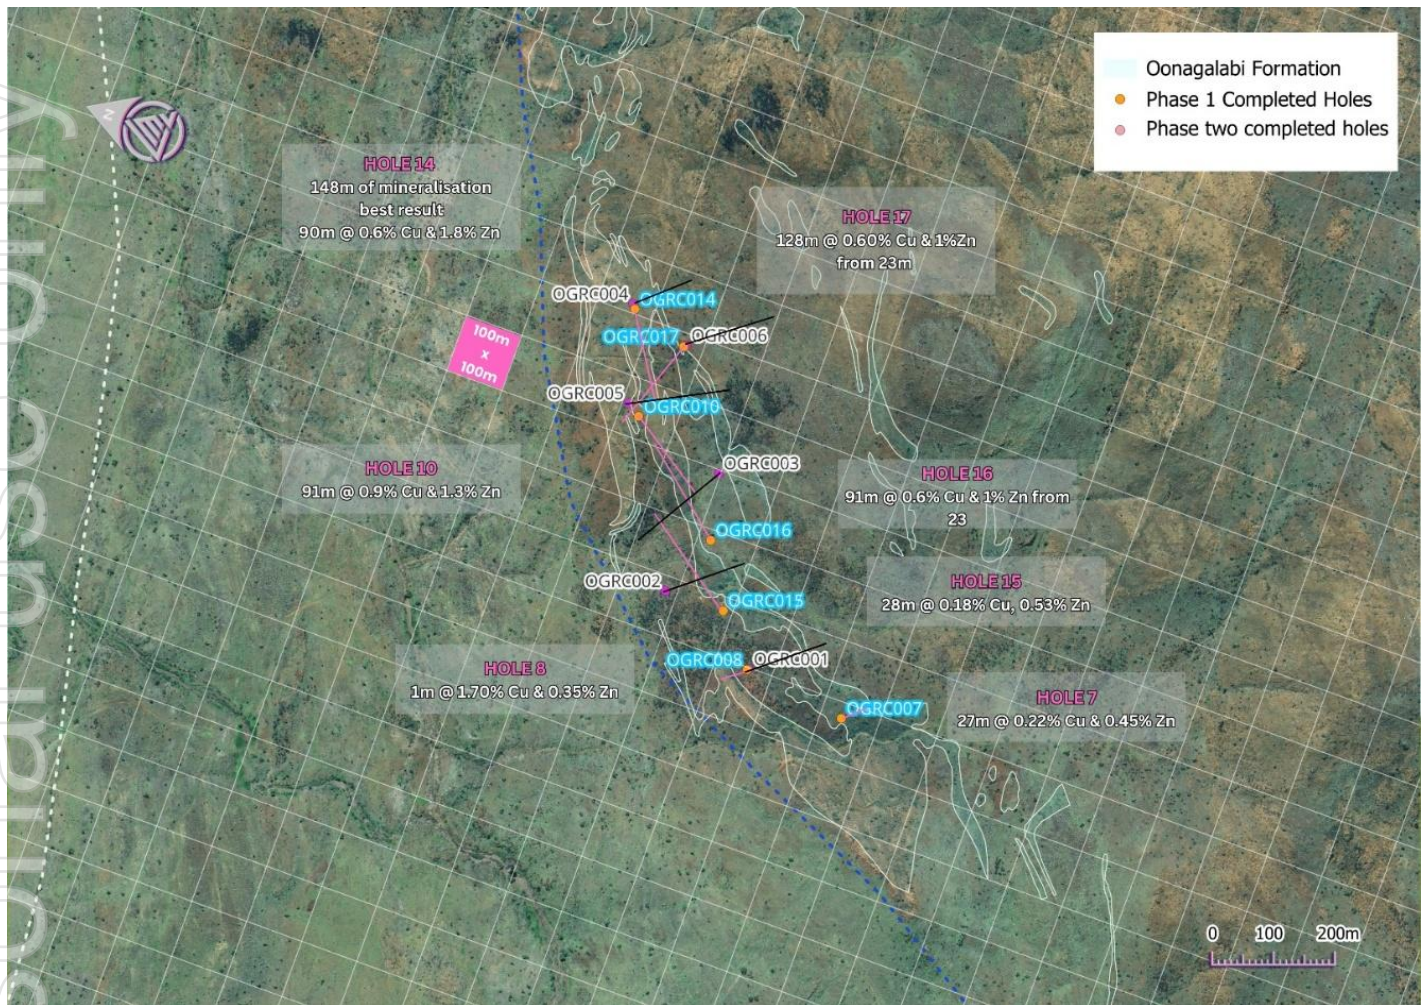 Oonagalabi Formation
Phase 1 Completed Holes
Phase two completed holes
N
HOLE 14
148m of mineralisation
best result
90m @ 0.6% Cu & 1.8% Zn
HOLE 17
128m @ 0.60% Cu & 1%Zn
from 23m
OGRC004
OGRC014
OGRC017
OGRC006
100m
x
100m
OGRC005
OGRC010
HOLE 10
91m @ 0.9% Cu & 1.3% Zn
OGRC003
HOLE 16
91m @ 0.6% Cu & 1% Zn from
23
OGRC016
OGRC002
OGRC015
HOLE 15
28m @ 0.18% Cu, 0.53% Zn
OGRC008
OGRC001
HOLE 8
1m @ 1.70% Cu & 0.35% Zn
OGRC007
HOLE 7
27m @ 0.22% Cu & 0.45% Zn
0 100 200m